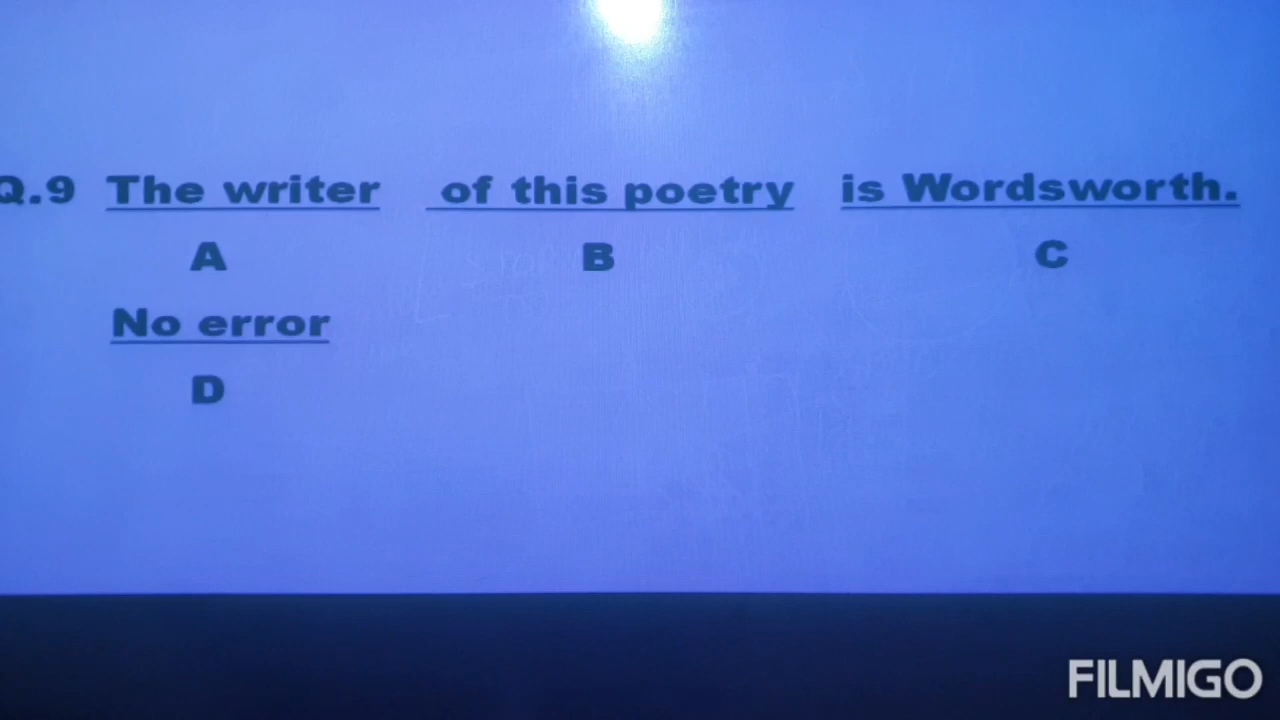 Q.9 The writer of this poetry is Wordsworth.
A B C
No error
D
FILMIGO